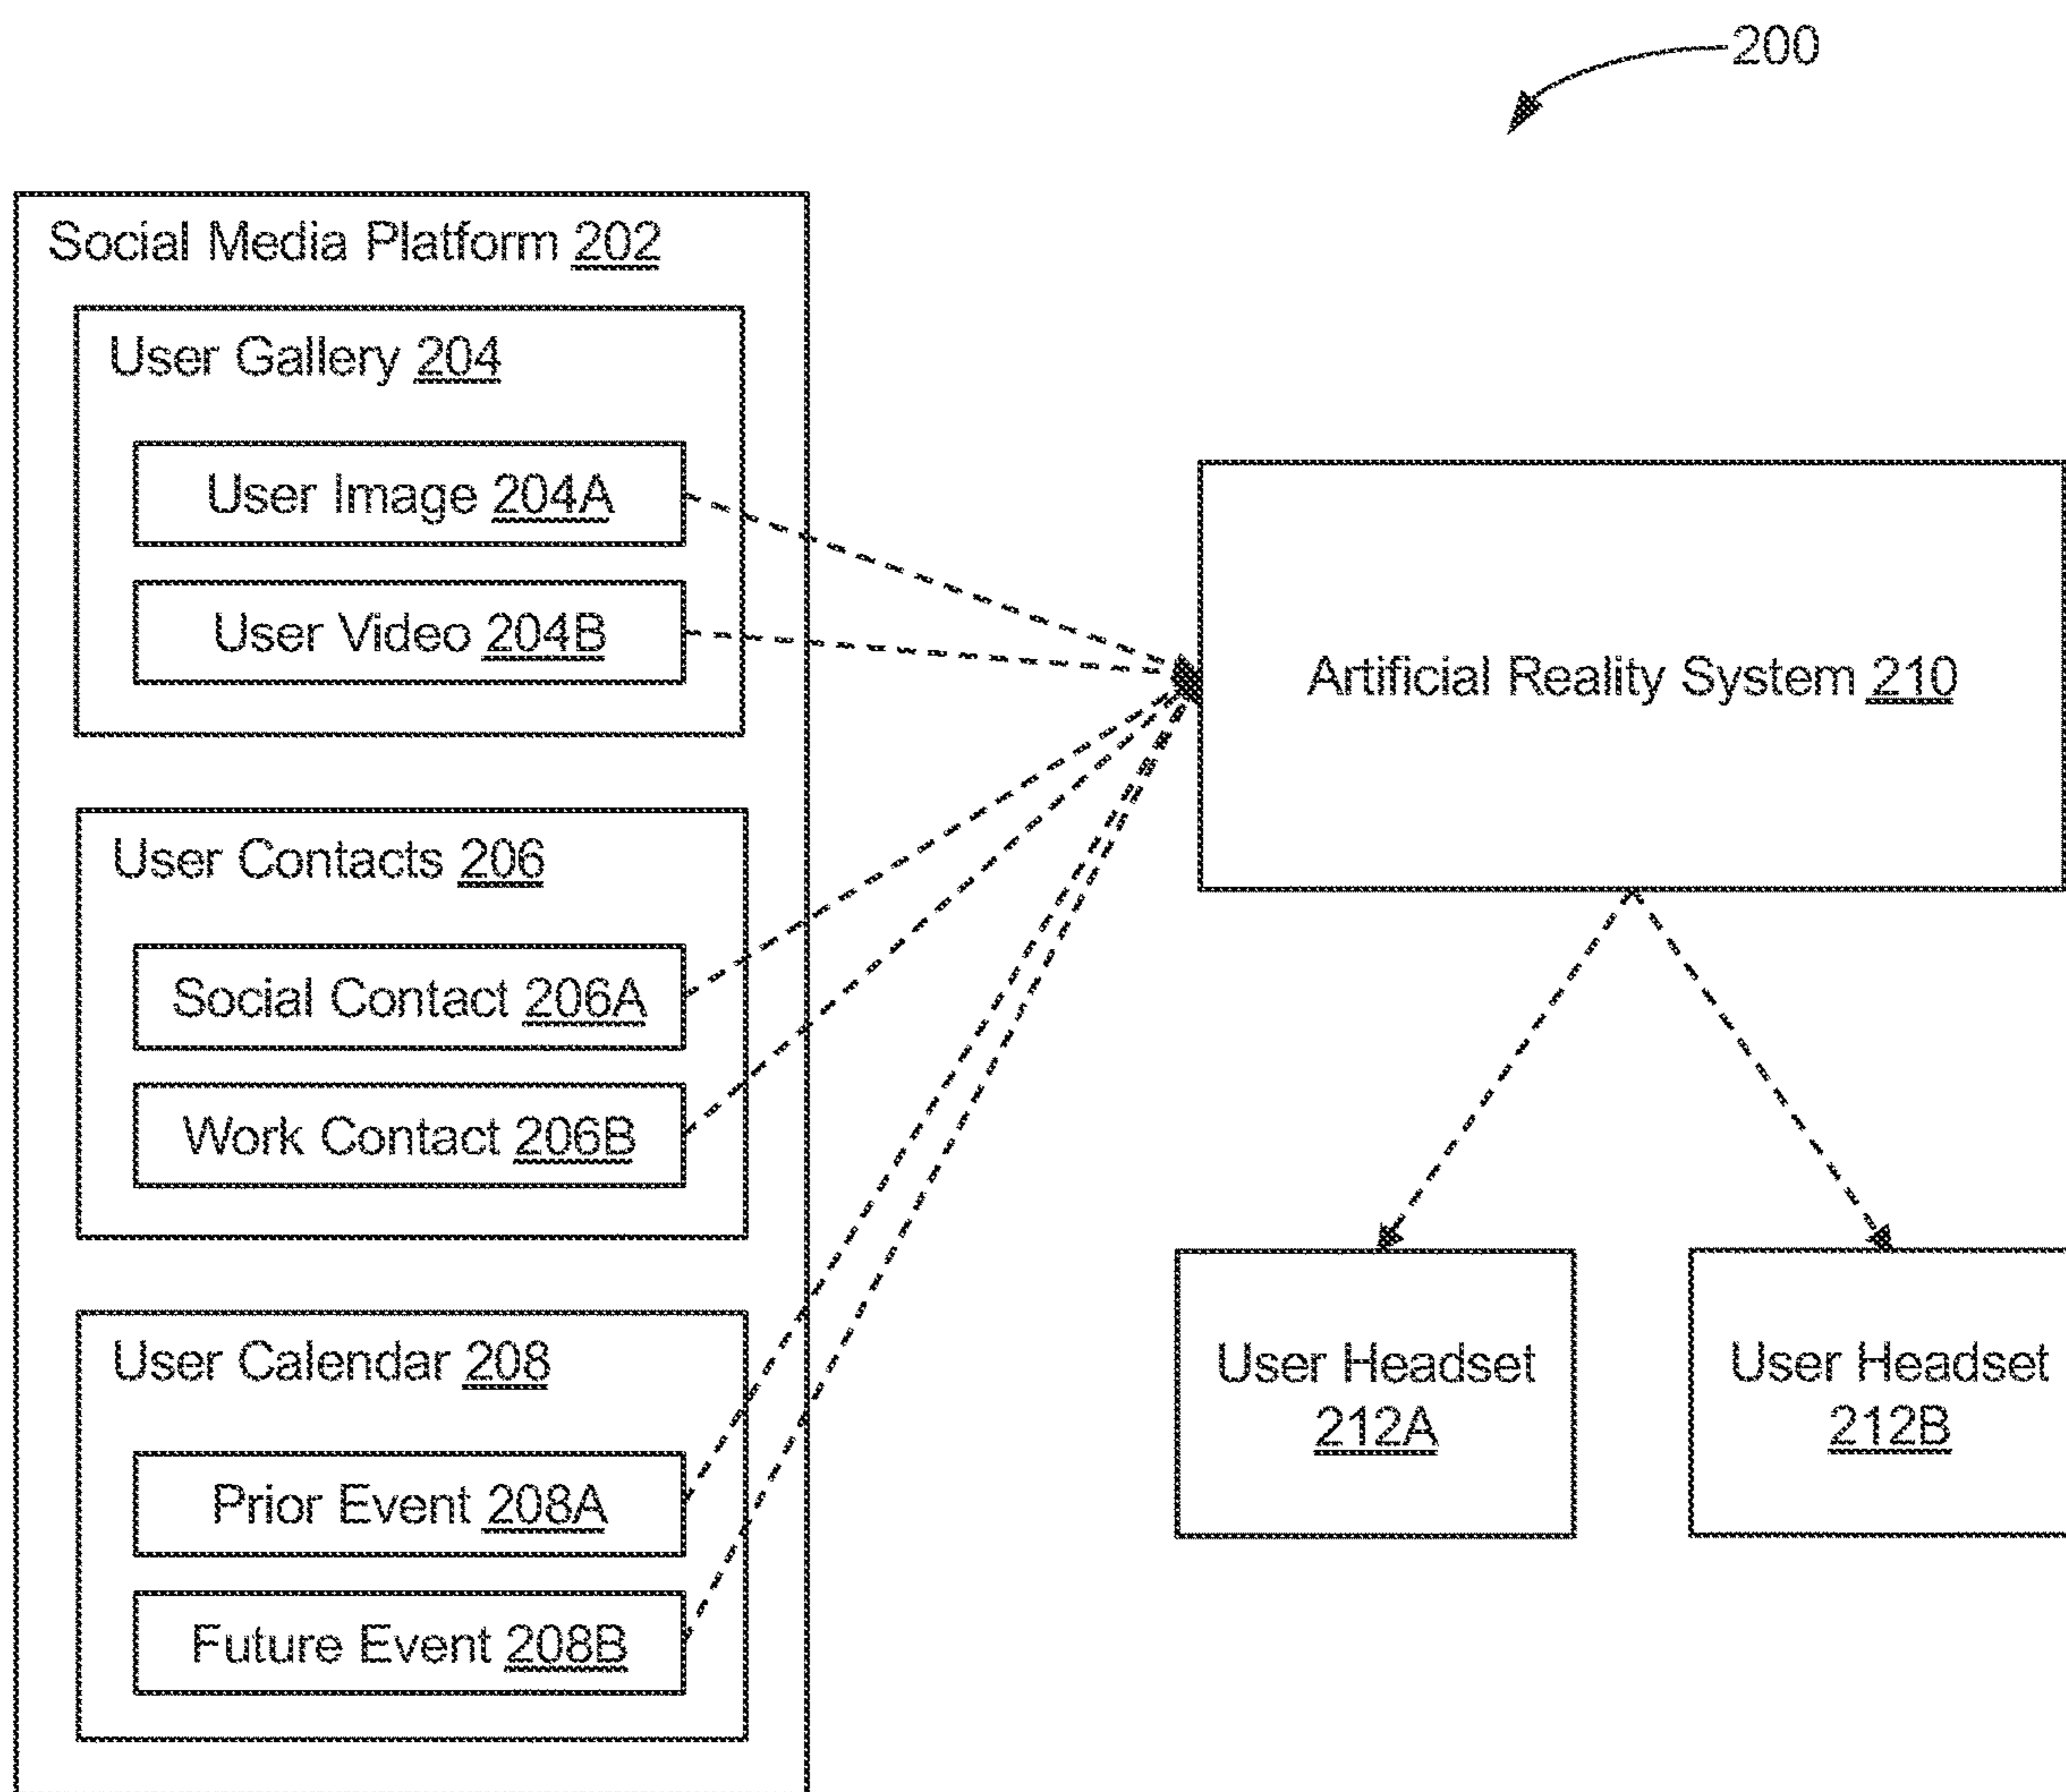 200
Social Media Platform 202
User Gallery 204
User Image 204A
User Video 204B
User Contacts 206
Social Contact 206A
Work Contact 206B
User Calendar 208
Prior Event 208A
Future Event 208B
Artificial Reality System 210
User Headset
212A
User Headset
212B